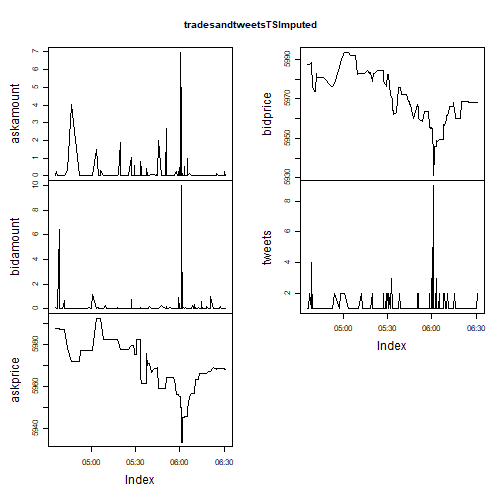 tradesandtweetsTSImputed
askamount
0 1 2 3 4 5 6 7
bidamount
0 2 4 6 8 10
askprice
5940 5960 5980
05:00 05:30 06:00 06:30
Index
bidprice
5930 5950 5970 5990
tweets
2 4 6 8
05:00 05:30 06:00 06:30
Index